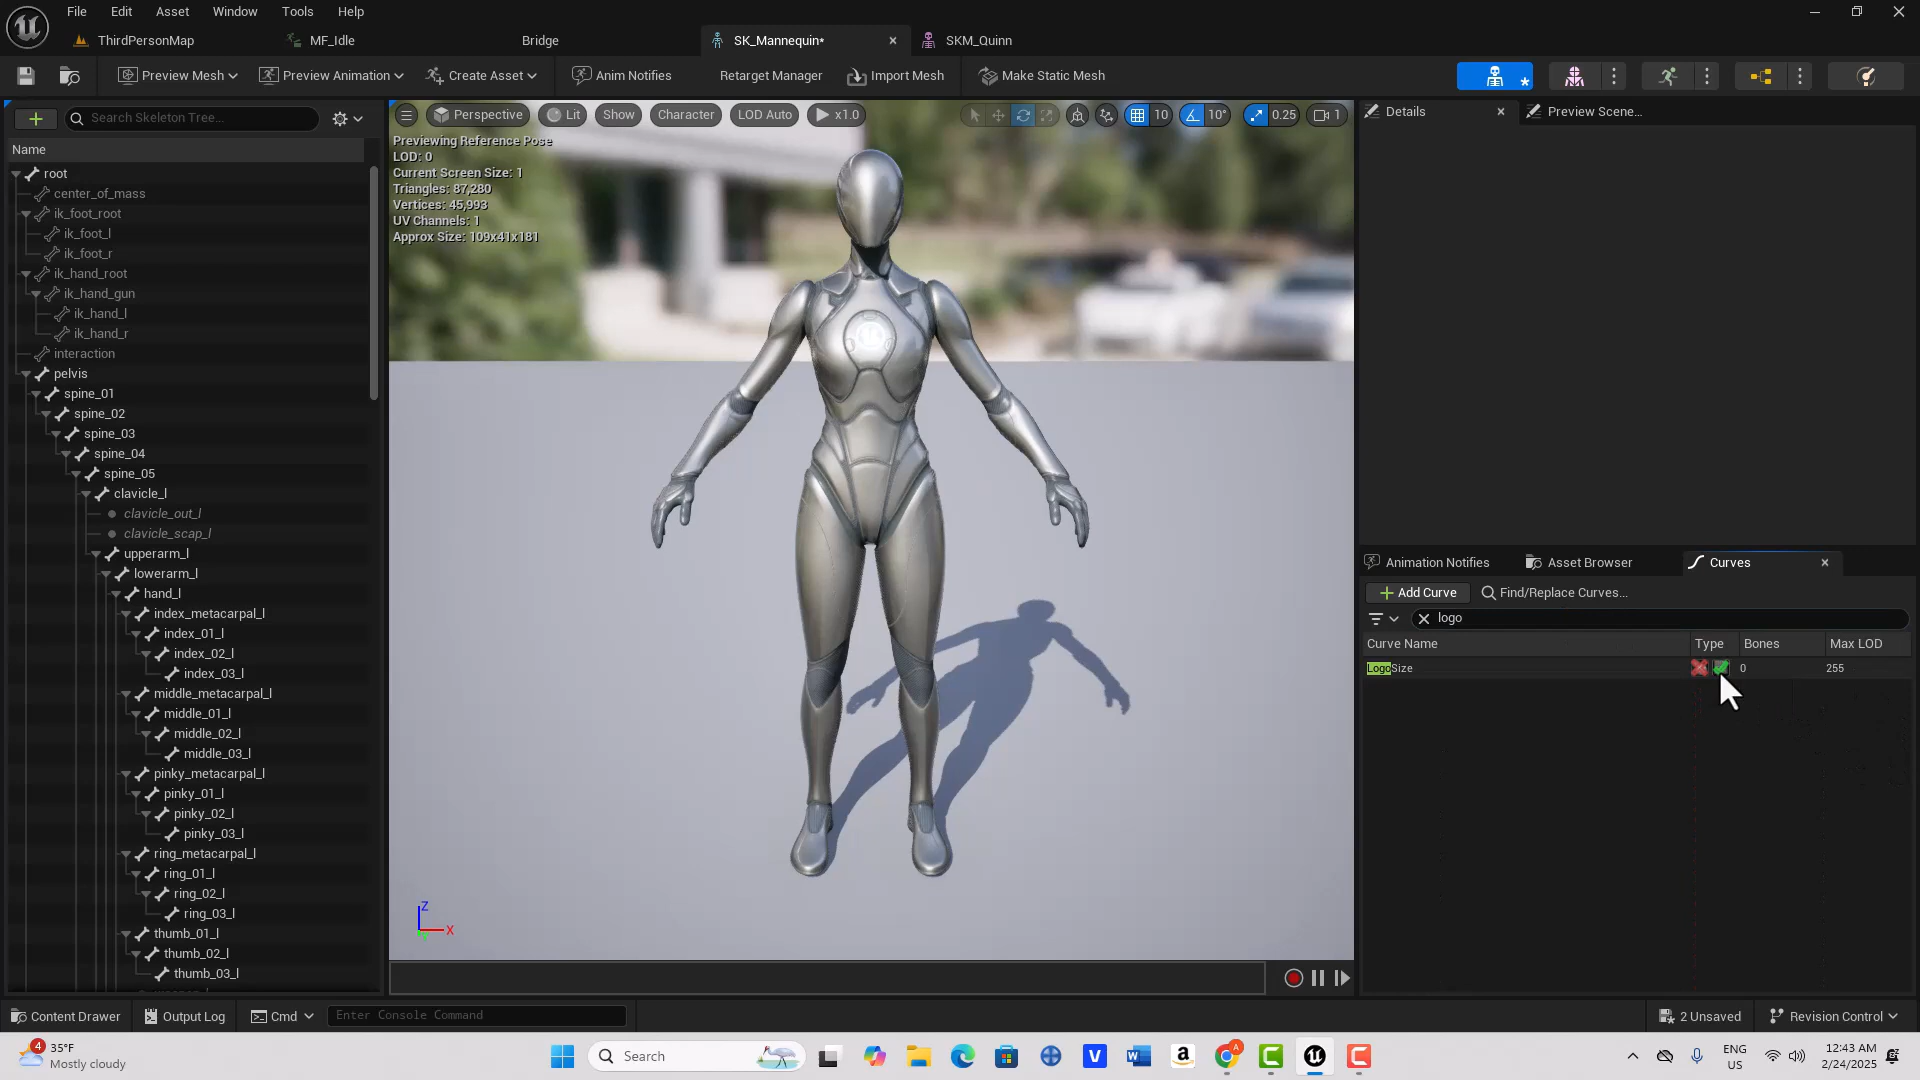 File Edit Asset Window Tools Help
ThirdPersonMap MF_Idle Bridge SK_Mannequin* SKM_Quinn
Preview Mesh Preview Animation Create Asset Anim Notifies Retarget Manager Import Mesh Make Static Mesh
Search Skeleton Tree...
Perspective Lit Show Character LOD Auto x1.0 10 10° 0.25 1
Details Preview Scene...
Previewing Reference Pose
LOD: 0
Current Screen Size: 1
Triangles: 87,280
Vertices: 45,993
UV Channels: 1
Approx Size: 109x41x181
Name
root
center_of_mass
ik_foot_root
ik_foot_l
ik_foot_r
ik_hand_root
ik_hand_gun
ik_hand_l
ik_hand_r
interaction
pelvis
spine_01
spine_02
spine_03
spine_04
spine_05
clavicle_l
clavicle_out_l
clavicle_scap_l
upperarm_l
lowerarm_l
hand_l
index_metacarpal_l
index_01_l
index_02_l
index_03_l
middle_metacarpal_l
middle_01_l
middle_02_l
middle_03_l
pinky_metacarpal_l
pinky_01_l
pinky_02_l
pinky_03_l
ring_metacarpal_l
ring_01_l
ring_02_l
ring_03_l
thumb_01_l
thumb_02_l
thumb_03_l
Z
X
Animation Notifies Asset Browser Curves
Add Curve Find/Replace Curves...
logo
Curve Name Type Bones Max LOD
LogoSize 0 255
Content Drawer Output Log Cmd Enter Console Command 2 Unsaved Revision Control
4 35°F
Mostly cloudy
Search
ENG
US
12:43 AM
2/24/2025